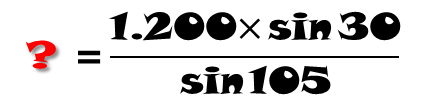 ? = 1.200× sin 30
sin 105